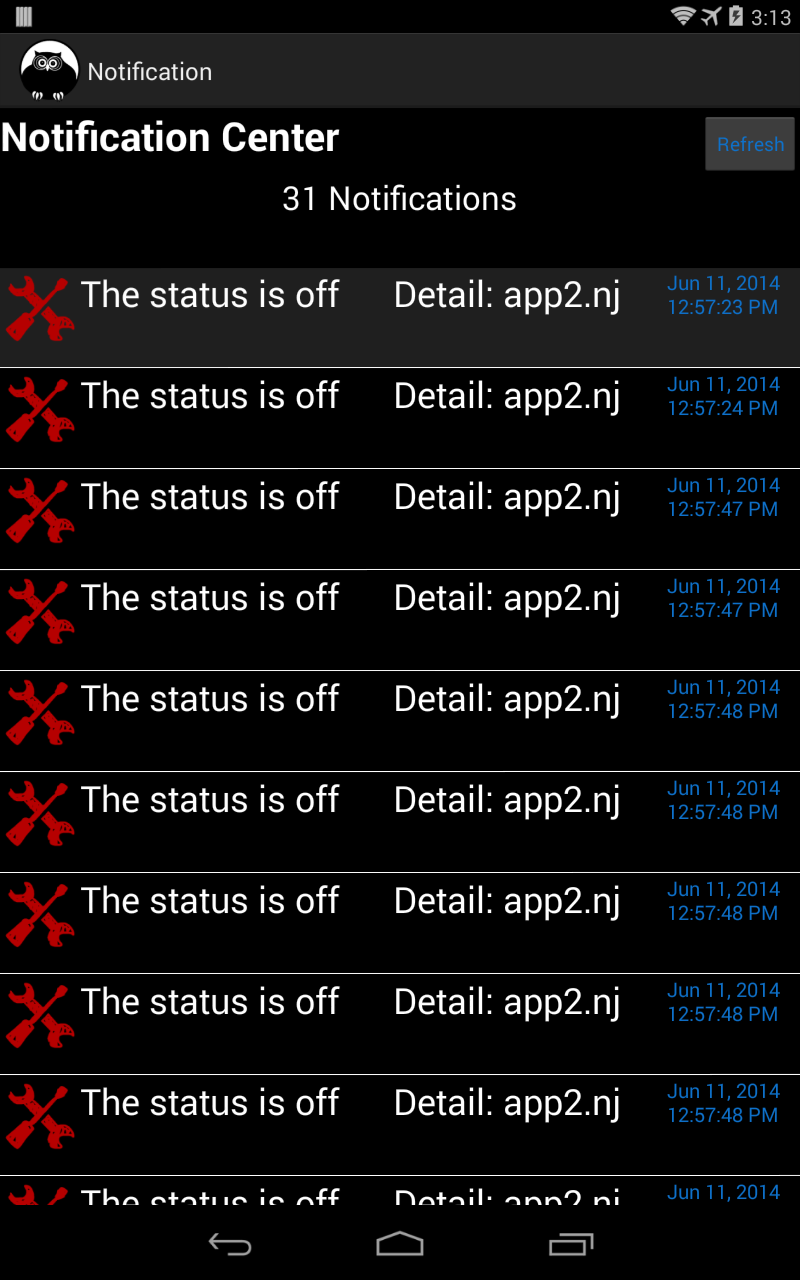 3:13
Notification
Notification Center
Refresh
31 Notifications
The status is off Detail: app2.nj Jun 11, 2014
12:57:23 PM
The status is off Detail: app2.nj Jun 11, 2014
12:57:24 PM
The status is off Detail: app2.nj Jun 11, 2014
12:57:47 PM
The status is off Detail: app2.nj Jun 11, 2014
12:57:47 PM
The status is off Detail: app2.nj Jun 11, 2014
12:57:48 PM
The status is off Detail: app2.nj Jun 11, 2014
12:57:48 PM
The status is off Detail: app2.nj Jun 11, 2014
12:57:48 PM
The status is off Detail: app2.nj Jun 11, 2014
12:57:48 PM
The status is off Detail: app2.nj Jun 11, 2014
12:57:48 PM
The status is off Detail: app2.nj Jun 11, 2014